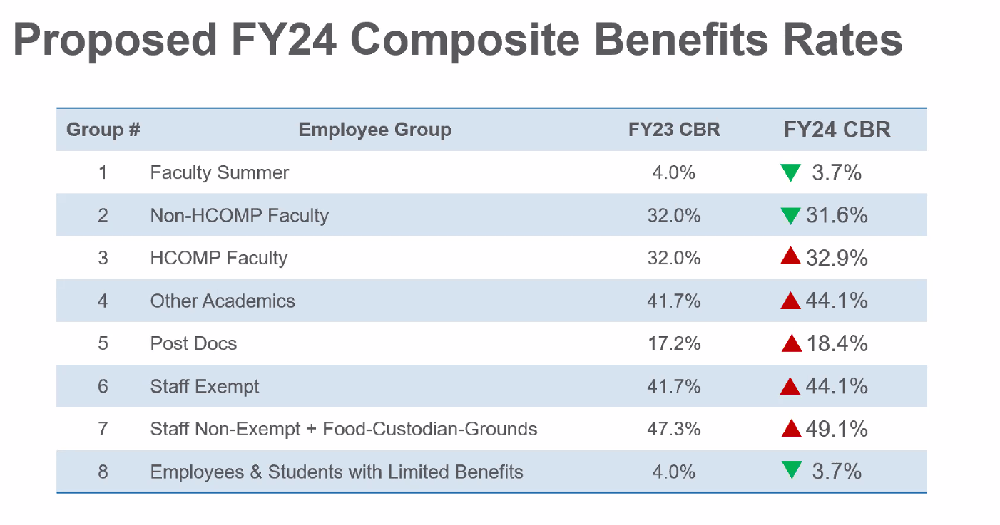 Proposed FY24 Composite Benefits Rates
Group # Employee Group FY23 CBR FY24 CBR
1 Faculty Summer 4.0% 3.7%
2 Non-HCOMP Faculty 32.0% 31.6%
3 HCOMP Faculty 32.0% 32.9%
4 Other Academics 41.7% 44.1%
5 Post Docs 17.2% 18.4%
6 Staff Exempt 41.7% 44.1%
7 Staff Non-Exempt + Food-Custodian-Grounds 47.3% 49.1%
8 Employees & Students with Limited Benefits 4.0% 3.7%